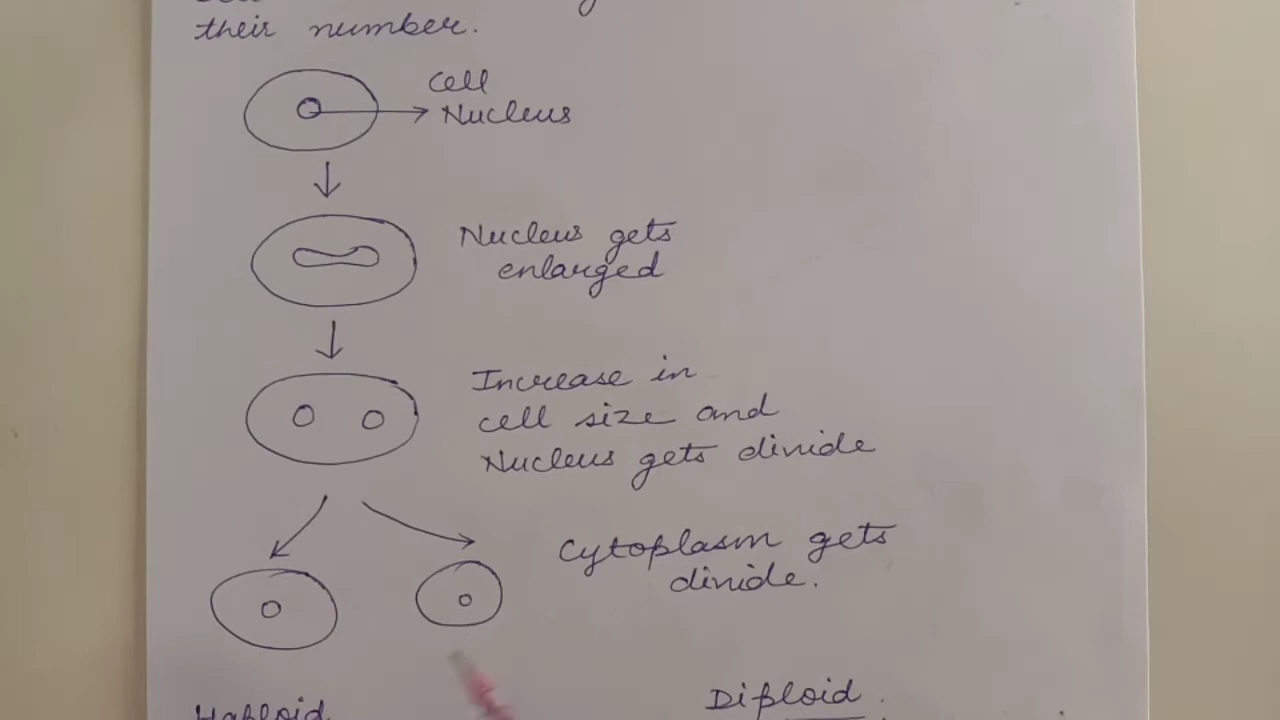 their number.
Cell
Nucleus
Nucleus gets
enlarged
Increase in
cell size and
Nucleus gets divide
Cytoplasm gets
divide.
Haploid
Diploid.